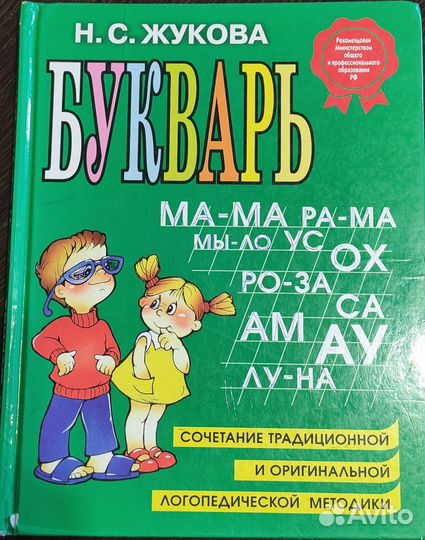 Н. С. ЖУКОВА
Рекомендован
Министерством
общего
и профессионального
образования
РФ
БУКВАРЬ
МА-МА РА-МА
МЫ-ЛО УС
ОХ
РО-ЗА
СА
АМ АУ
ЛУ-НА
СОЧЕТАНИЕ ТРАДИЦИОННОЙ
И ОРИГИНАЛЬНОЙ
ЛОГОПЕДИЧЕСКОЙ МЕТОДИКИ
Avito